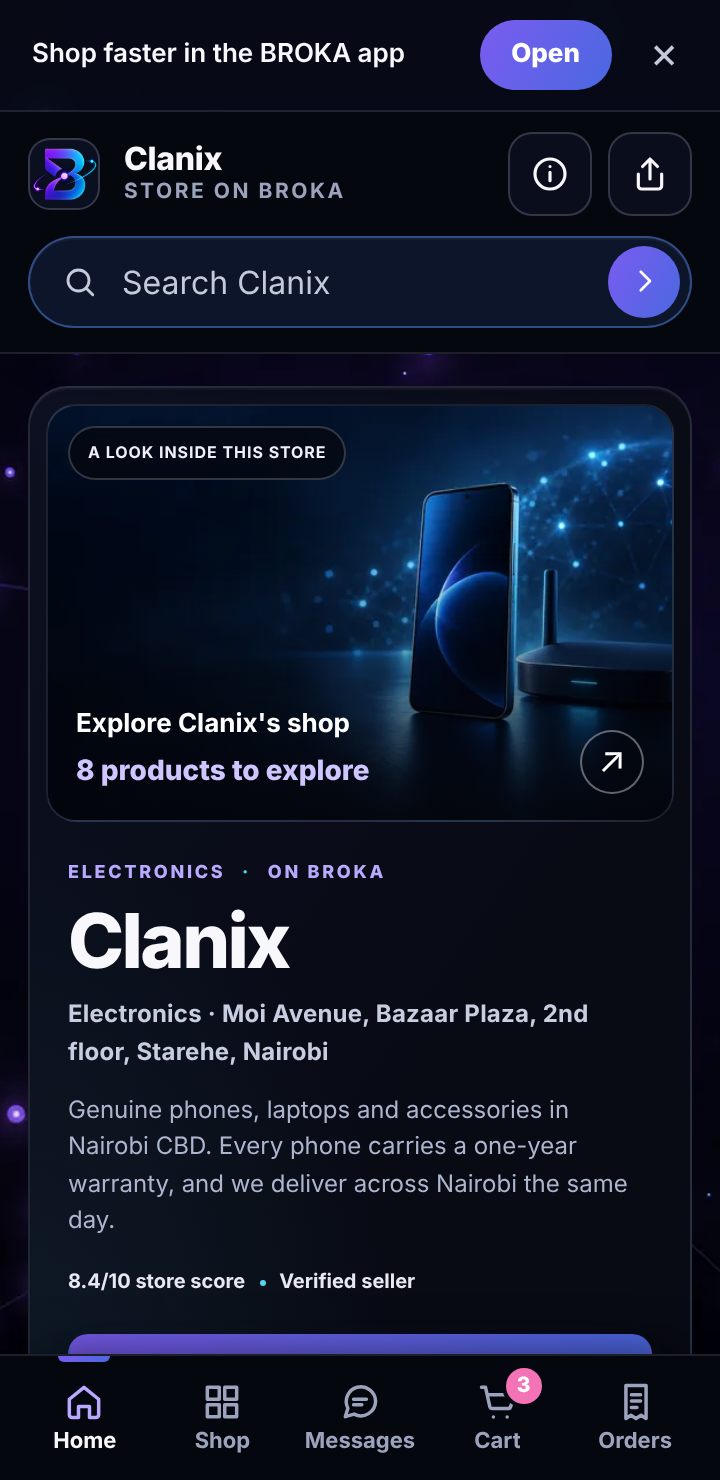 Shop faster in the BROKA app
Open
Clanix
STORE ON BROKA
Search Clanix
A LOOK INSIDE THIS STORE
Explore Clanix's shop
8 products to explore
ELECTRONICS · ON BROKA
Clanix
Electronics · Moi Avenue, Bazaar Plaza, 2nd
floor, Starehe, Nairobi
Genuine phones, laptops and accessories in
Nairobi CBD. Every phone carries a one-year
warranty, and we deliver across Nairobi the same
day.
8.4/10 store score • Verified seller
3
Home
Shop
Messages
Cart
Orders